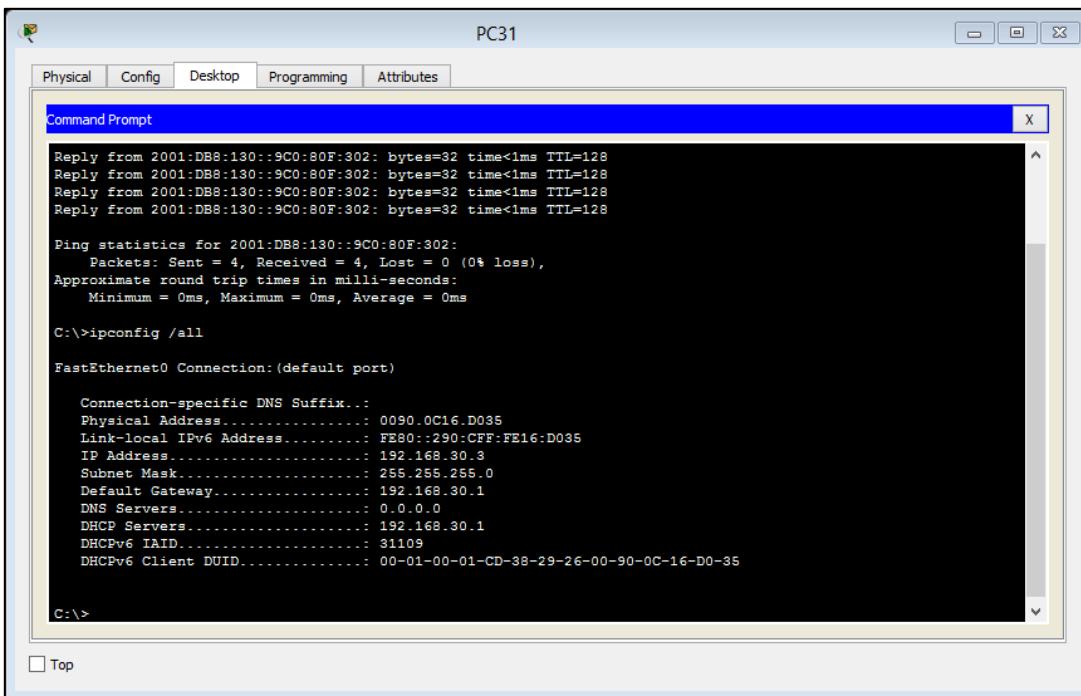 PC31
Physical Config Desktop Programming Attributes
Command Prompt X
Reply from 2001:DB8:130::9C0:80F:302: bytes=32 time<1ms TTL=128
Reply from 2001:DB8:130::9C0:80F:302: bytes=32 time<1ms TTL=128
Reply from 2001:DB8:130::9C0:80F:302: bytes=32 time<1ms TTL=128
Reply from 2001:DB8:130::9C0:80F:302: bytes=32 time<1ms TTL=128
Ping statistics for 2001:DB8:130::9C0:80F:302:
Packets: Sent = 4, Received = 4, Lost = 0 (0% loss),
Approximate round trip times in milli-seconds:
Minimum = 0ms, Maximum = 0ms, Average = 0ms
C:\>ipconfig /all
FastEthernet0 Connection:(default port)
Connection-specific DNS Suffix..:
Physical Address................: 0090.0C16.D035
Link-local IPv6 Address.........: FE80::290:CFF:FE16:D035
IP Address......................: 192.168.30.3
Subnet Mask.....................: 255.255.255.0
Default Gateway.................: 192.168.30.1
DNS Servers.....................: 0.0.0.0
DHCP Servers....................: 192.168.30.1
DHCPv6 IAID.....................: 31109
DHCPv6 Client DUID..............: 00-01-00-01-CD-38-29-26-00-90-0C-16-D0-35
C:\>
Top